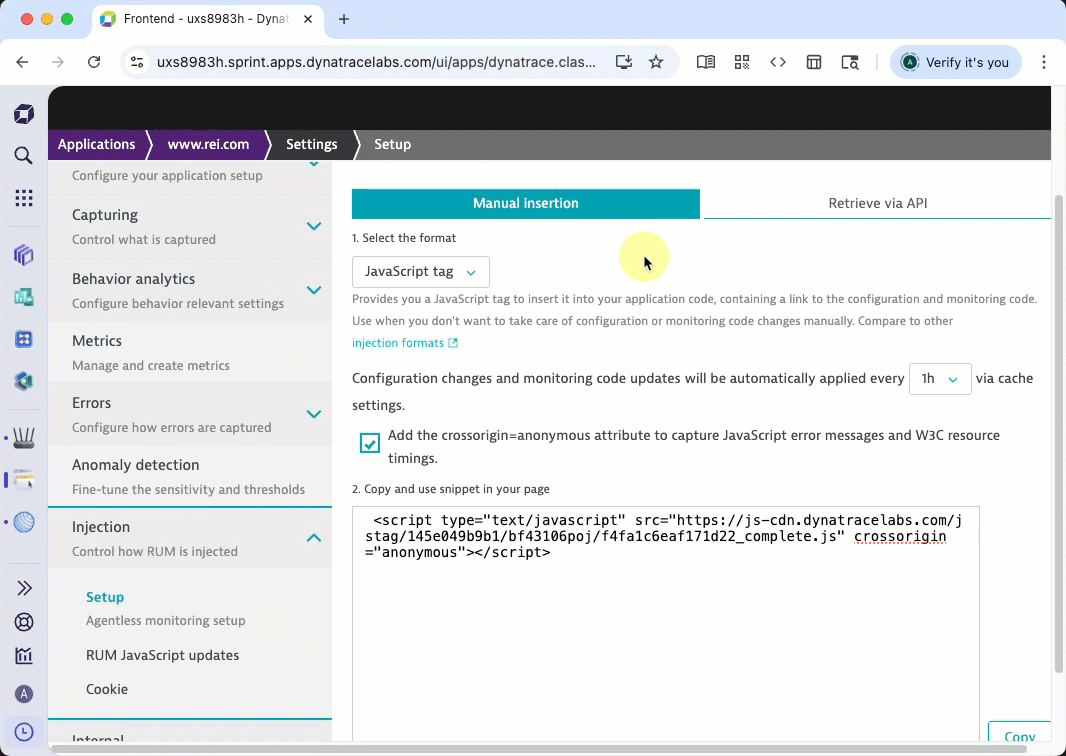 Frontend - uxs8983h - Dynat
uxs8983h.sprint.apps.dynatracelabs.com/ui/apps/dynatrace.clas...
A
Verify it's you
Applications
www.rei.com
Settings
Setup
Configure your application setup
Capturing
Control what is captured
Behavior analytics
Configure behavior relevant settings
Metrics
Manage and create metrics
Errors
Configure how errors are captured
Anomaly detection
Fine-tune the sensitivity and thresholds
Injection
Control how RUM is injected
Setup
Agentless monitoring setup
RUM JavaScript updates
Cookie
Internal
A
Manual insertion
Retrieve via API
1. Select the format
JavaScript tag
Provides you a JavaScript tag to insert it into your application code, containing a link to the configuration and monitoring code.
Use when you don't want to take care of configuration or monitoring code changes manually. Compare to other
injection formats
Configuration changes and monitoring code updates will be automatically applied every 1h via cache
settings.
Add the crossorigin=anonymous attribute to capture JavaScript error messages and W3C resource
timings.
2. Copy and use snippet in your page
<script type="text/javascript" src="https://js-cdn.dynatracelabs.com/j
stag/145e049b9b1/bf43106poj/f4fa1c6eaf171d22_complete.js" crossorigin
="anonymous"></script>
Copy